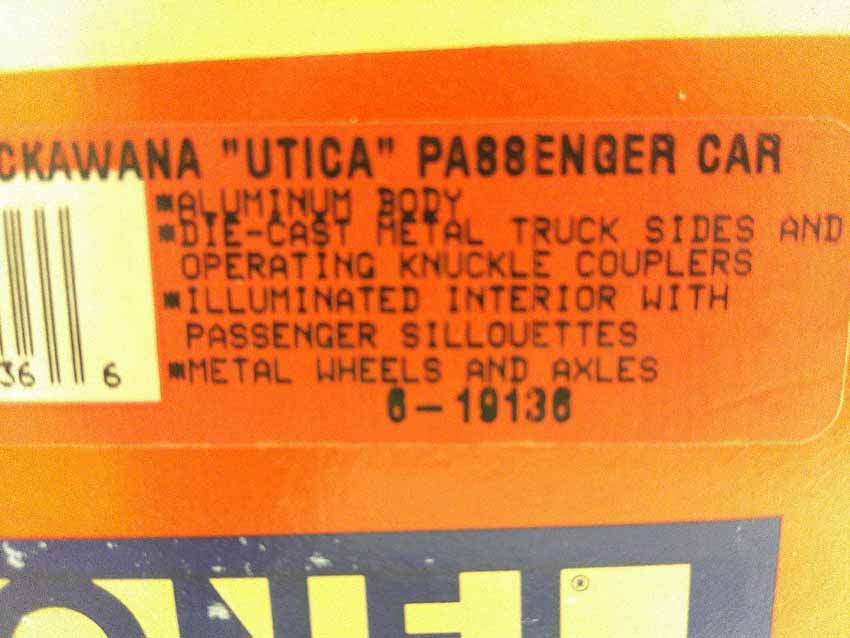 CKAWANA "UTICA" PASSENGER CAR
*ALUMINUM BODY
*DIE-CAST METAL TRUCK SIDES AND
OPERATING KNUCKLE COUPLERS
*ILLUMINATED INTERIOR WITH
PASSENGER SILLOUETTES
*METAL WHEELS AND AXLES
36 6
6-19136
®